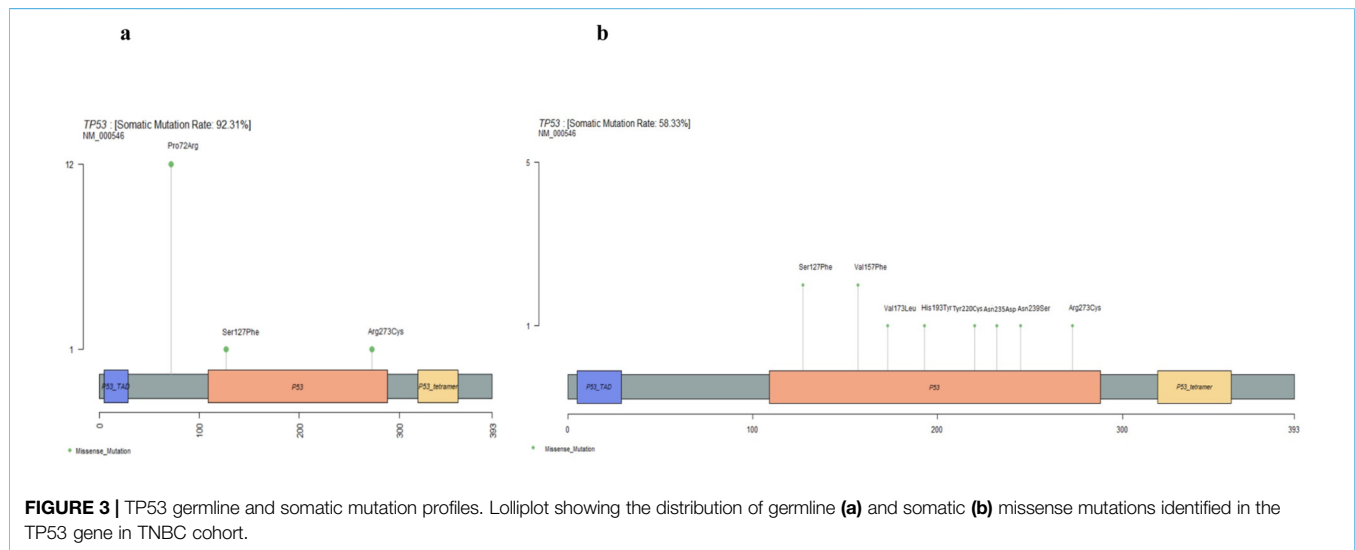 a
TP53 : [Somatic Mutation Rate: 92.31%]
NM_000546
Pro72Arg
12
Ser127Phe
Arg273Cys
1
P53_TAD
P53
P53_tetramer
0
100
200
300
393
Missense_Mutation
b
TP53 : [Somatic Mutation Rate: 58.33%]
NM_000546
5
Ser127Phe
Val157Phe
Val173Leu
His193Tyr
Tyr220Cys
Asn235Asp
Asn239Ser
Arg273Cys
1
P53_TAD
P53
P53_tetramer
0
100
200
300
393
Missense_Mutation
FIGURE 3 | TP53 germline and somatic mutation profiles. Lolliplot showing the distribution of germline (a) and somatic (b) missense mutations identified in the
TP53 gene in TNBC cohort.